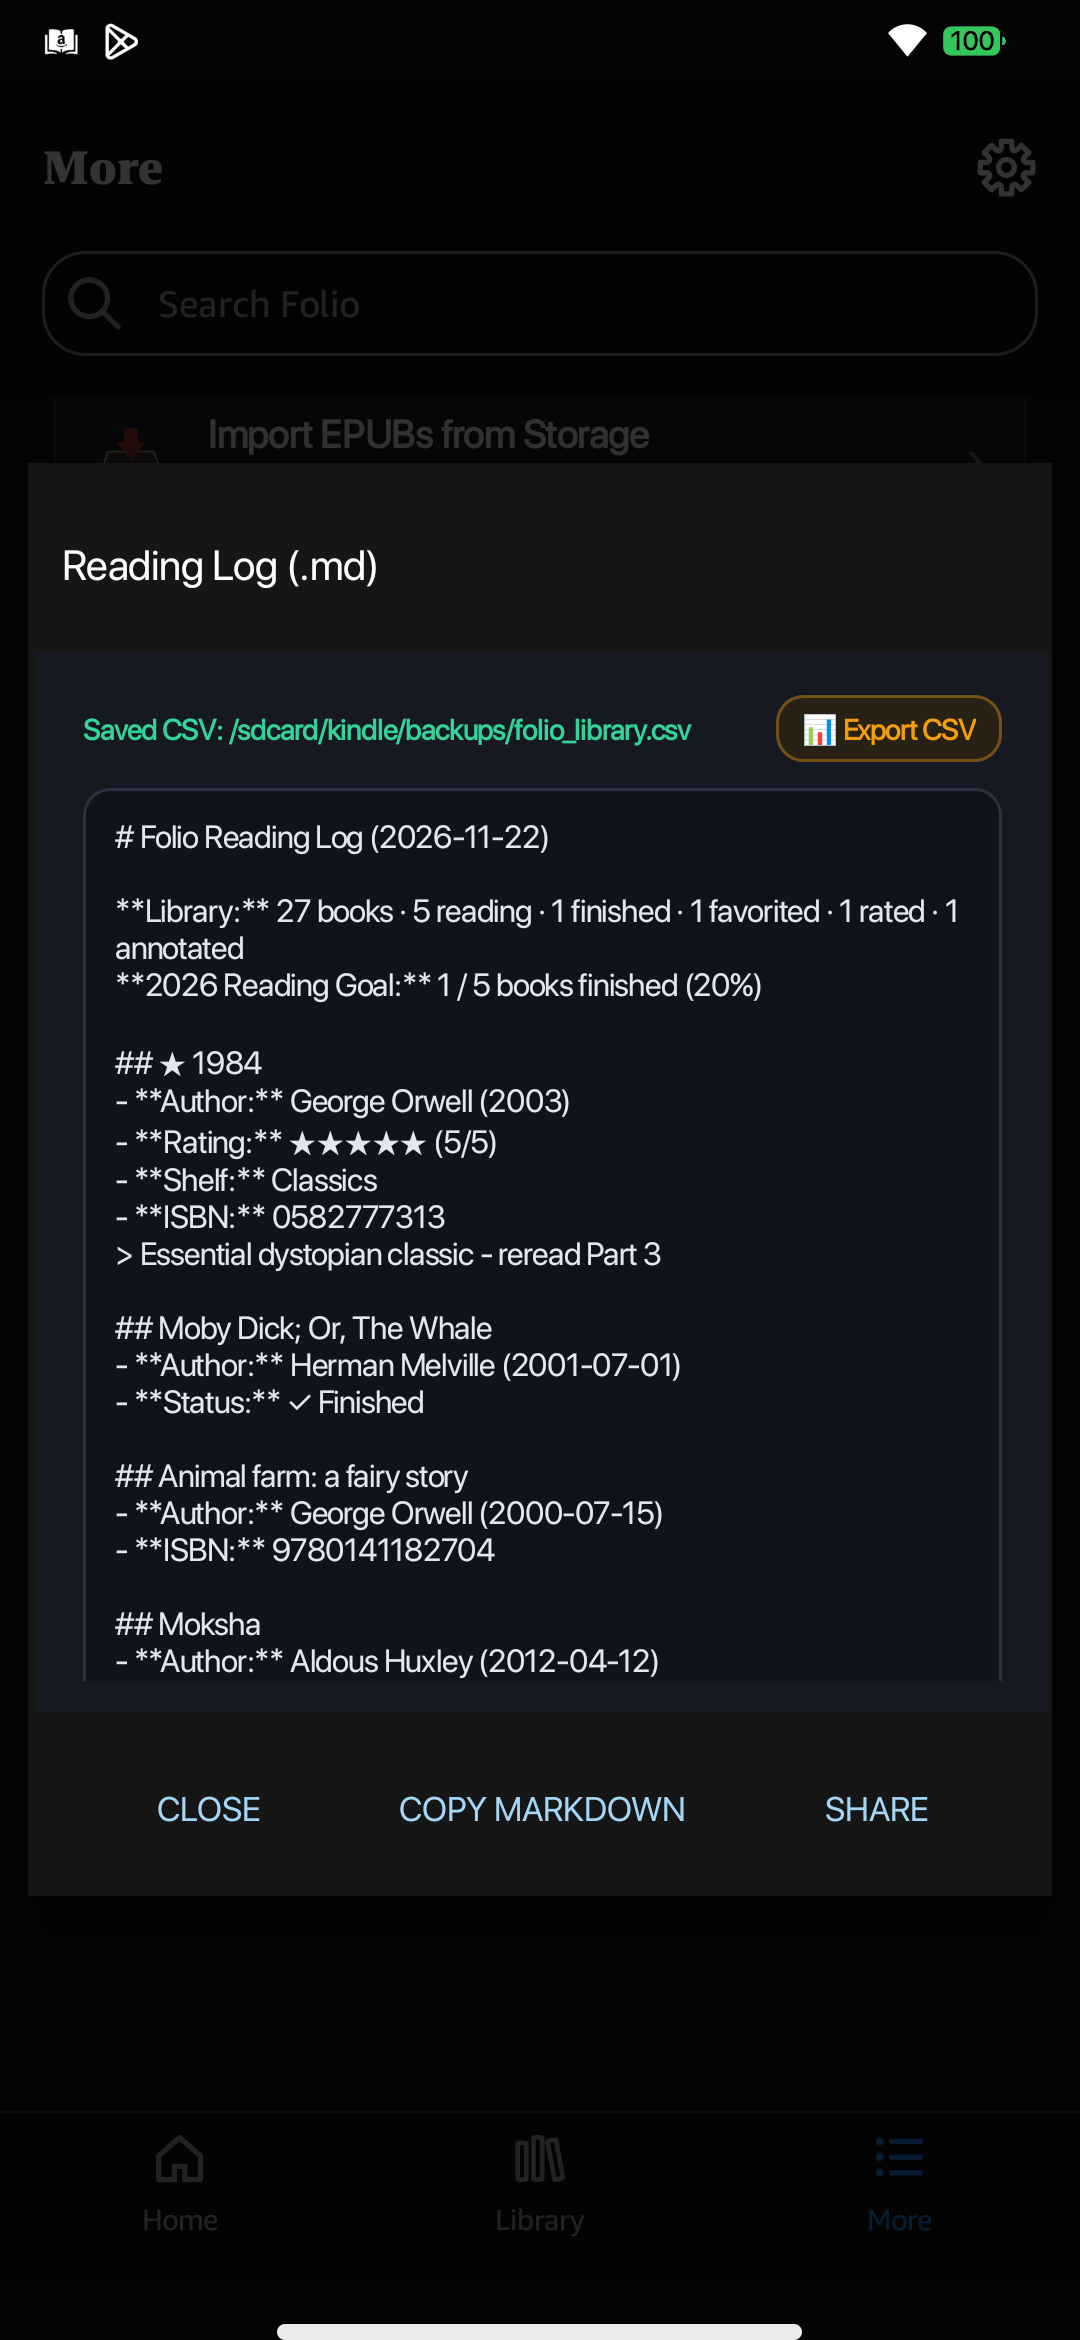 100
More
Search Folio
Import EPUBs from Storage
Reading Log (.md)
Saved CSV: /sdcard/kindle/backups/folio_library.csv
📊 Export CSV
# Folio Reading Log (2026-11-22)
**Library:** 27 books · 5 reading · 1 finished · 1 favorited · 1 rated · 1
annotated
**2026 Reading Goal:** 1 / 5 books finished (20%)
## ★ 1984
- **Author:** George Orwell (2003)
- **Rating:** ★★★★★ (5/5)
- **Shelf:** Classics
- **ISBN:** 0582777313
> Essential dystopian classic - reread Part 3
## Moby Dick; Or, The Whale
- **Author:** Herman Melville (2001-07-01)
- **Status:** ✓ Finished
## Animal farm: a fairy story
- **Author:** George Orwell (2000-07-15)
- **ISBN:** 9780141182704
## Moksha
- **Author:** Aldous Huxley (2012-04-12)
CLOSE
COPY MARKDOWN
SHARE
Home
Library
More